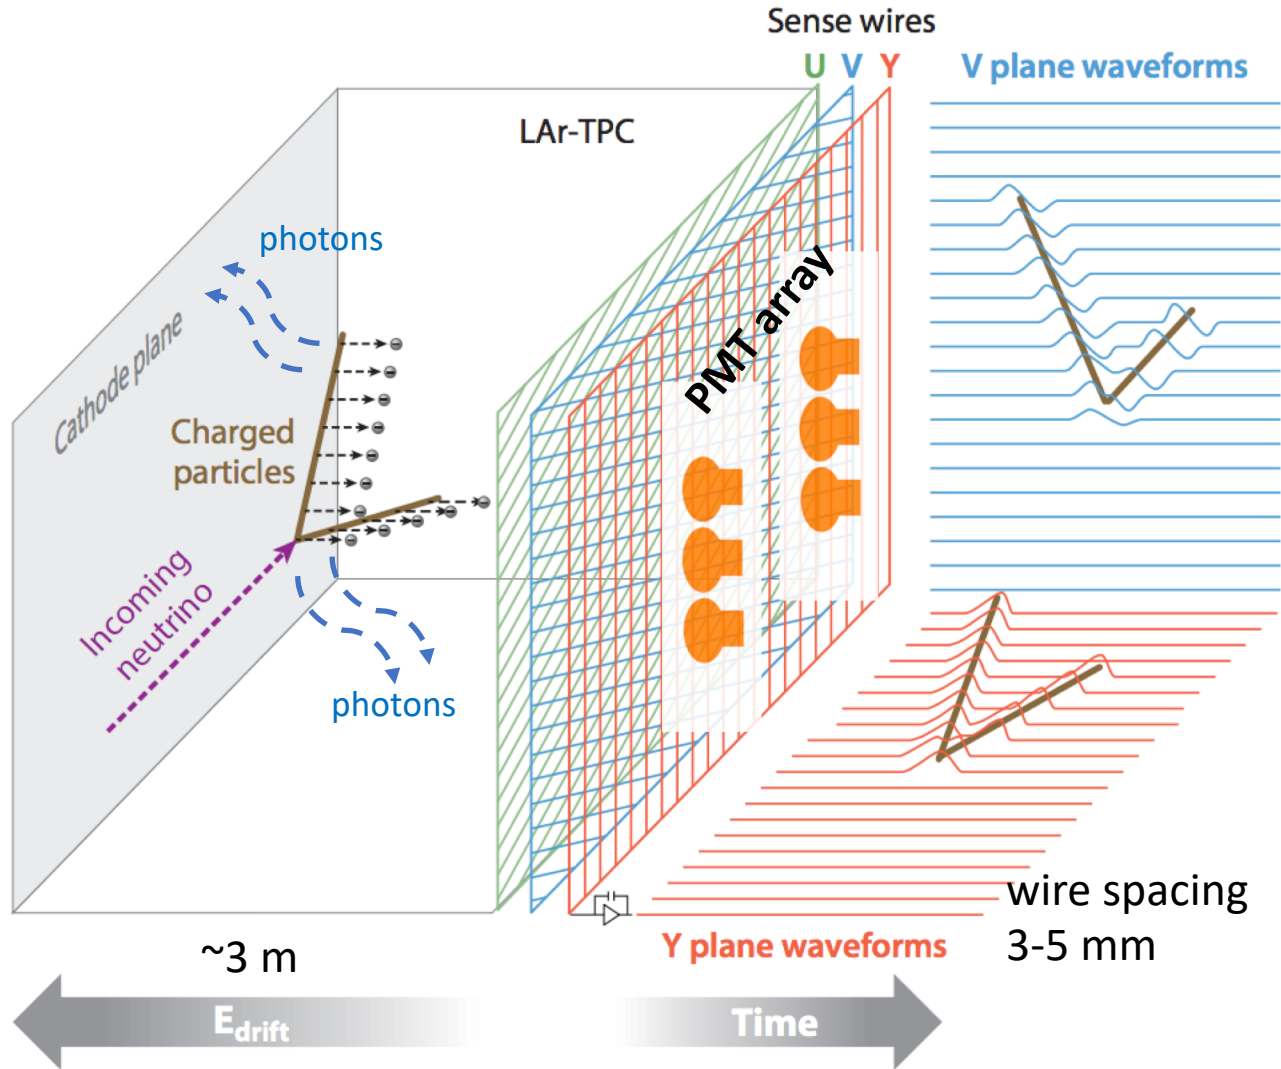 Sense wires
U V Y
V plane waveforms
LAr-TPC
photons
Cathode plane
PMT array
Charged
particles
Incoming
neutrino
photons
wire spacing
3-5 mm
Y plane waveforms
~3 m
Edrift
Time